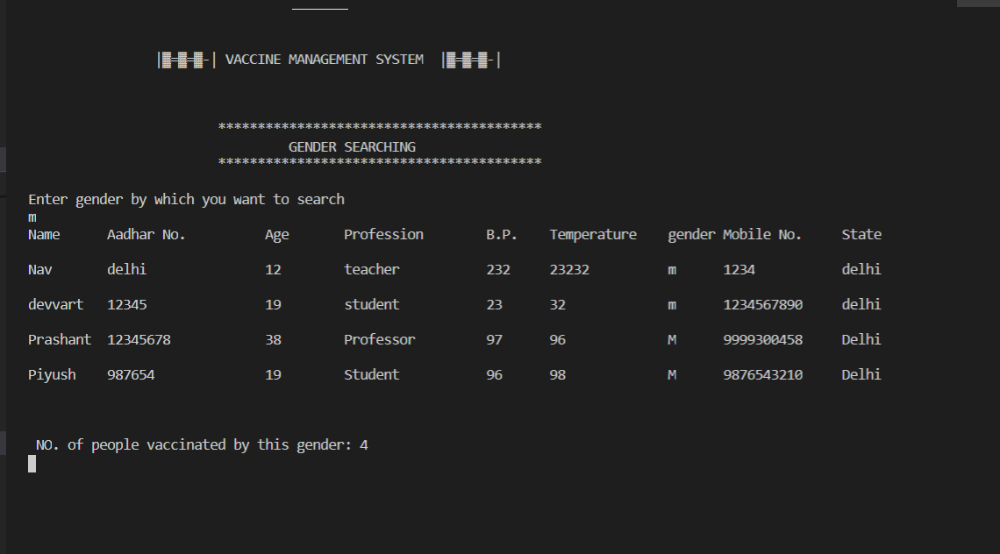 |▓=▓=▓-| VACCINE MANAGEMENT SYSTEM |▓=▓=▓-|
*****************************************
GENDER SEARCHING
*****************************************
Enter gender by which you want to search
m
Name Aadhar No. Age Profession B.P. Temperature gender Mobile No. State
Nav delhi 12 teacher 232 23232 m 1234 delhi
devvart 12345 19 student 23 32 m 1234567890 delhi
Prashant 12345678 38 Professor 97 96 M 9999300458 Delhi
Piyush 987654 19 Student 96 98 M 9876543210 Delhi
NO. of people vaccinated by this gender: 4